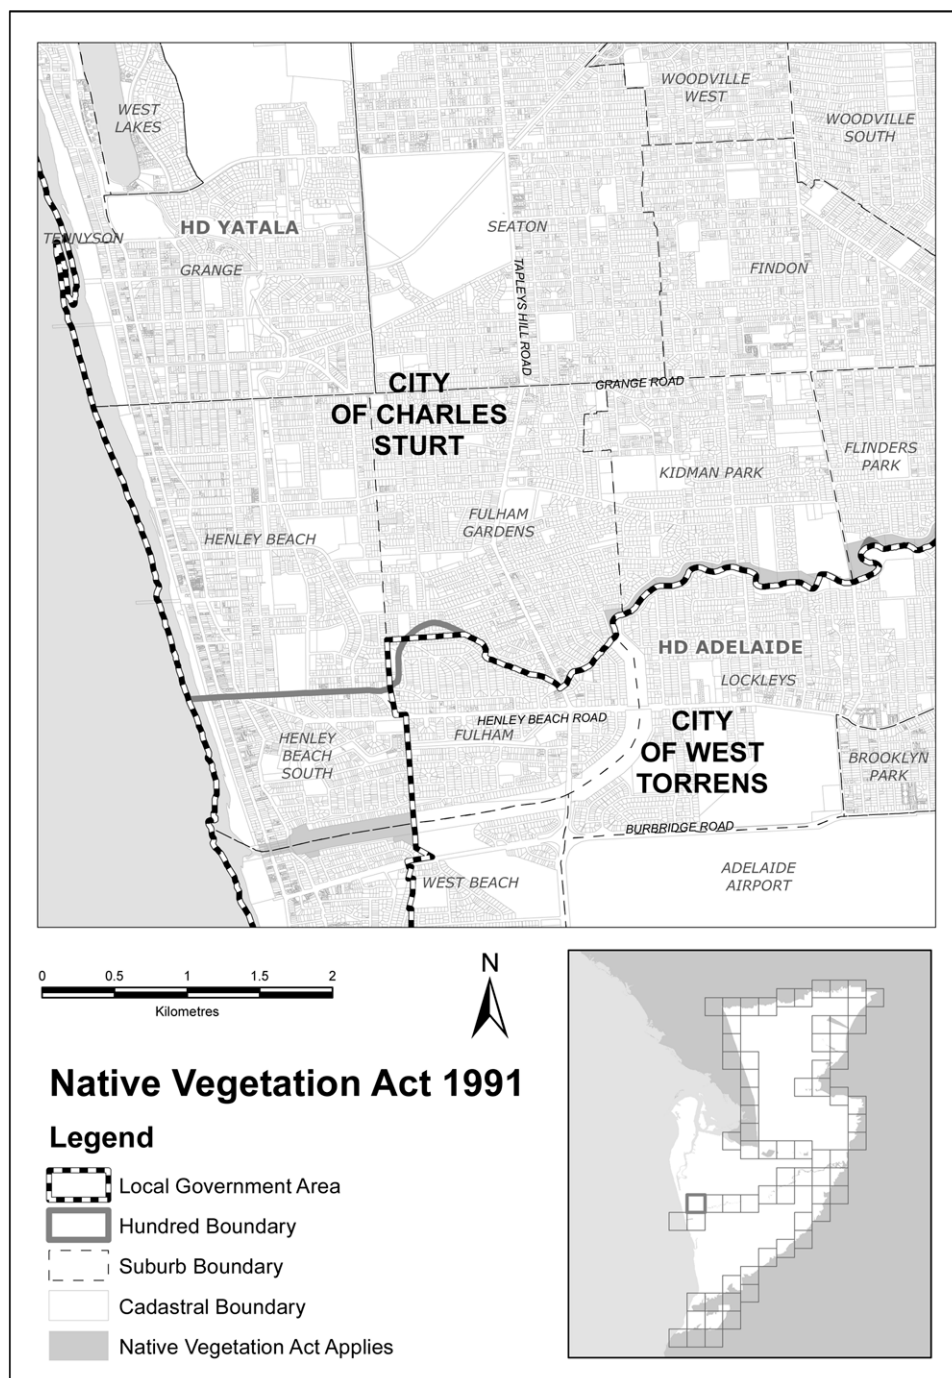 WOODVILLE
WEST
WEST
LAKES
WOODVILLE
SOUTH
HD YATALA
SEATON
TENNYSON
GRANGE
FINDON
TAPLEYS HILL ROAD
CITY
OF CHARLES
STURT
GRANGE ROAD
FLINDERS
PARK
KIDMAN PARK
FULHAM
GARDENS
HENLEY BEACH
HD ADELAIDE
LOCKLEYS
HENLEY BEACH ROAD
FULHAM
HENLEY
BEACH
SOUTH
CITY
OF WEST
TORRENS
BROOKLYN
PARK
BURBRIDGE ROAD
WEST BEACH
ADELAIDE
AIRPORT
0 0.5 1 1.5 2
Kilometres
N
Native Vegetation Act 1991
Legend
Local Government Area
Hundred Boundary
Suburb Boundary
Cadastral Boundary
Native Vegetation Act Applies